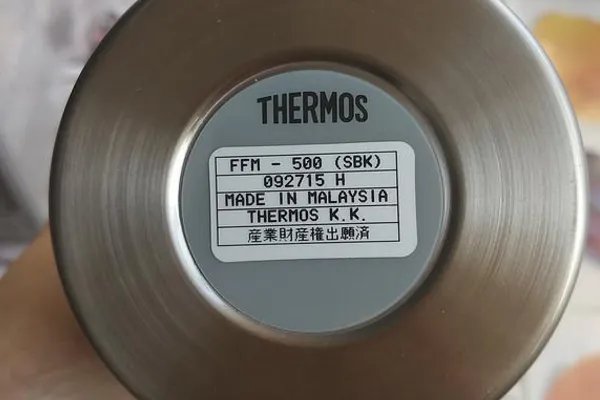 THERMOS
FFM - 500 (SBK)
092715 H
MADE IN MALAYSIA
THERMOS K.K.
産業財産権出願済